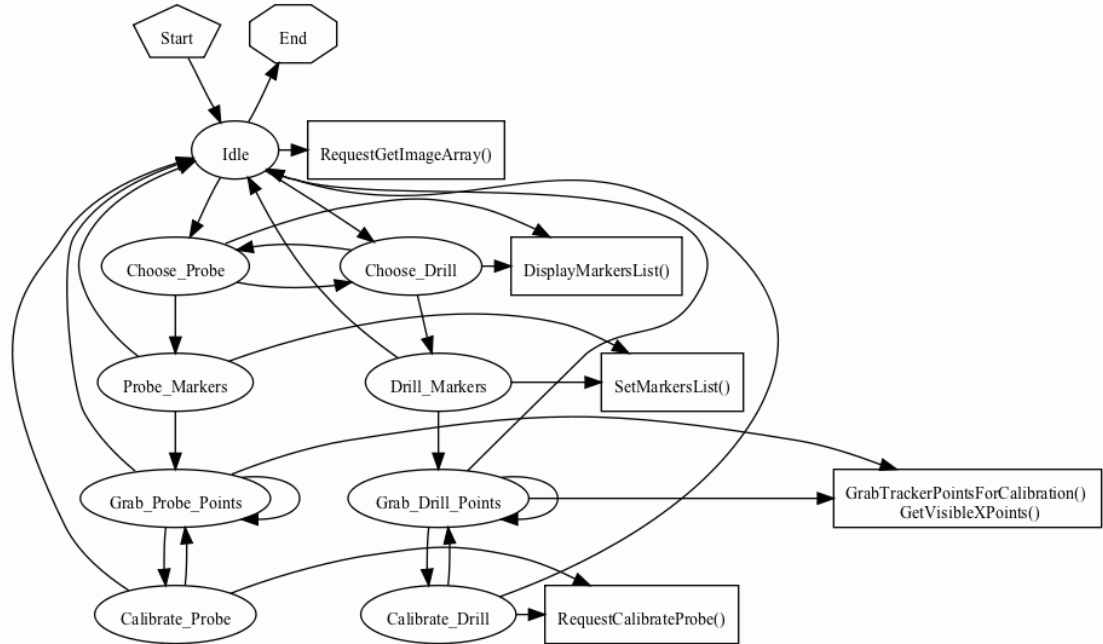 Start
End
Idle
RequestGetImageArray()
Choose_Probe
Choose_Drill
DisplayMarkersList()
Probe_Markers
Drill_Markers
SetMarkersList()
Grab_Probe_Points
Grab_Drill_Points
GrabTrackerPointsForCalibration()
GetVisibleXPoints()
Calibrate_Probe
Calibrate_Drill
RequestCalibrateProbe()